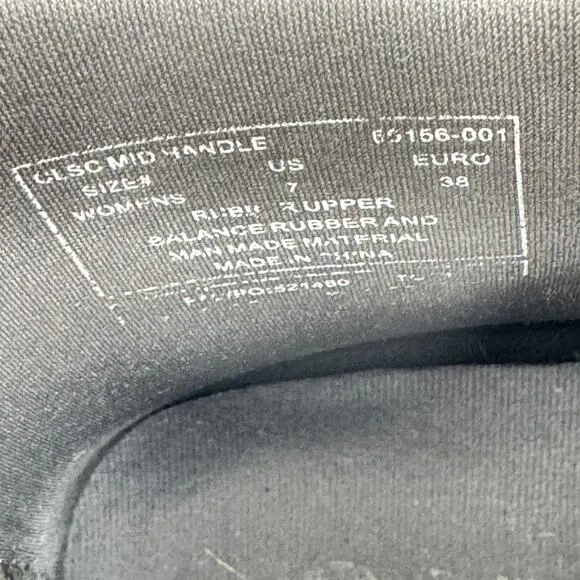 CLSC MID HANDLE 69156-001
SIZE# US EURO
WOMENS 7 38
RUBBER UPPER
BALANCE RUBBER AND
MAN MADE MATERIAL
MADE IN CHINA